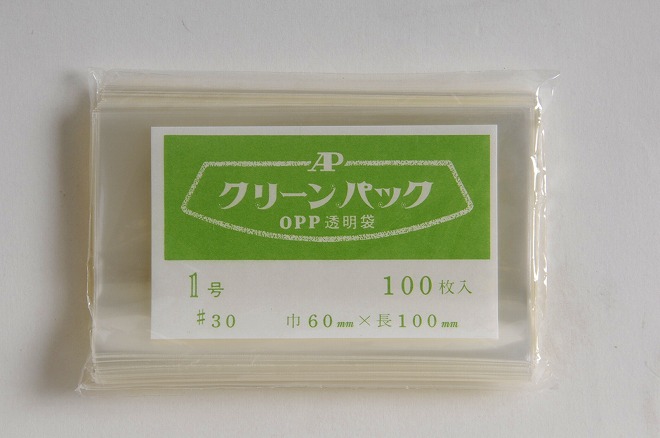 AP
クリーンパック
OPP透明袋
1号 100枚入
#30 巾60mm×長100mm